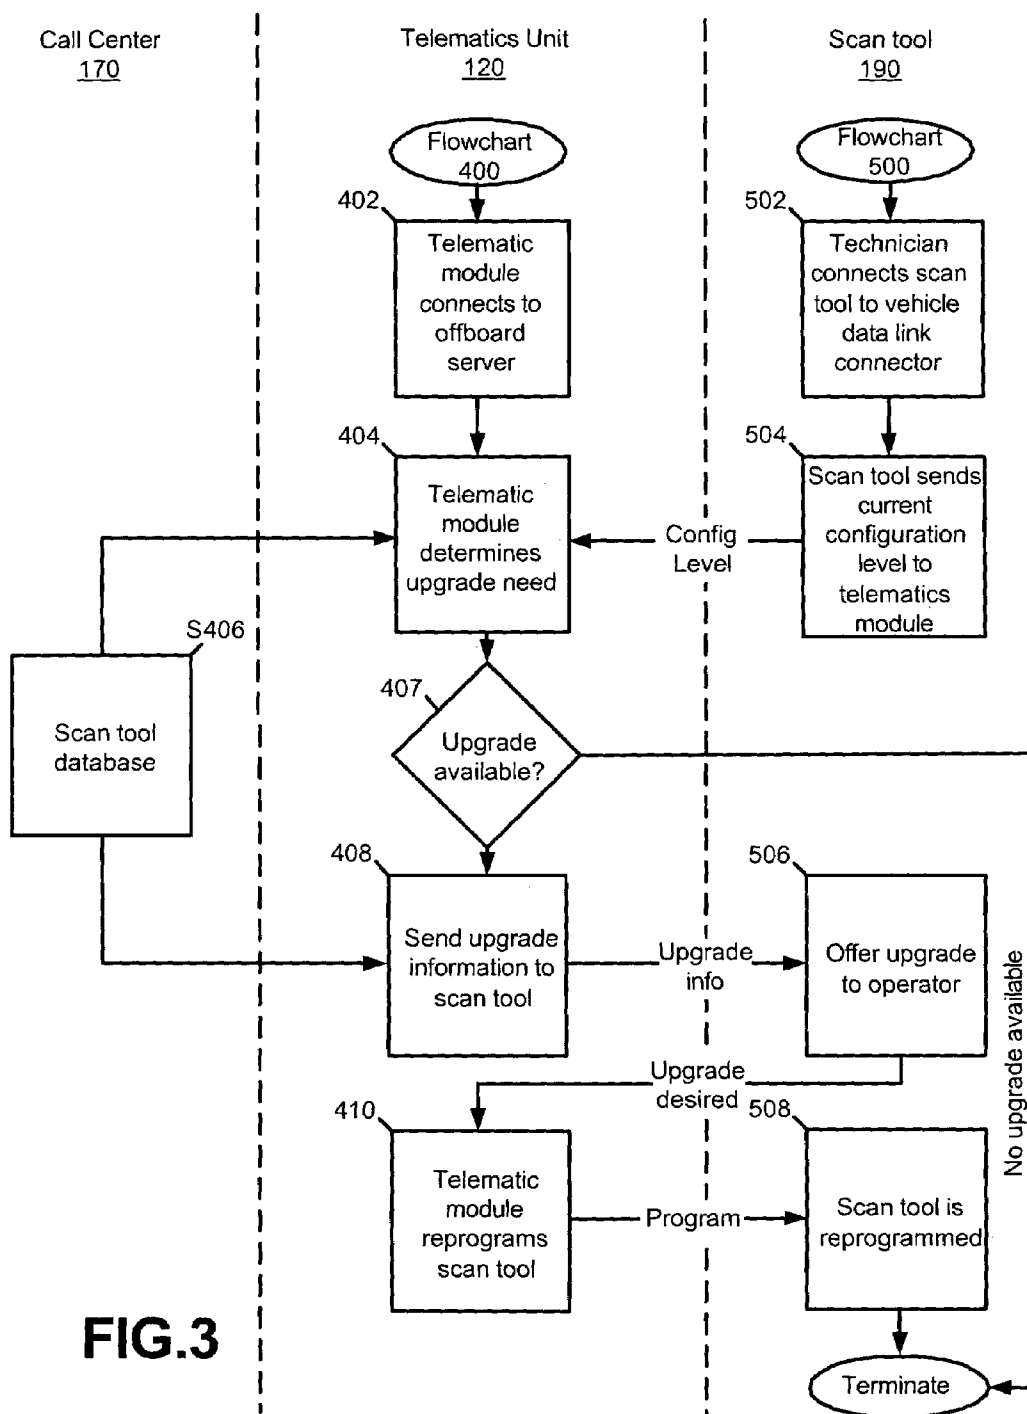 Call Center
170
Telematics Unit
120
Scan tool
190
Flowchart
400
Flowchart
500
402
Telematic
module
connects to
offboard
server
502
Technician
connects scan
tool to vehicle
data link
connector
404
Telematic
module
determines
upgrade need
Config
Level
504
Scan tool sends
current
configuration
level to
telematics
module
S406
Scan tool
database
407
Upgrade
available?
408
Send upgrade
information to
scan tool
Upgrade
info
506
Offer upgrade
to operator
No upgrade available
Upgrade
desired
410
Telematic
module
reprograms
scan tool
Program
508
Scan tool is
reprogrammed
Terminate
FIG.3